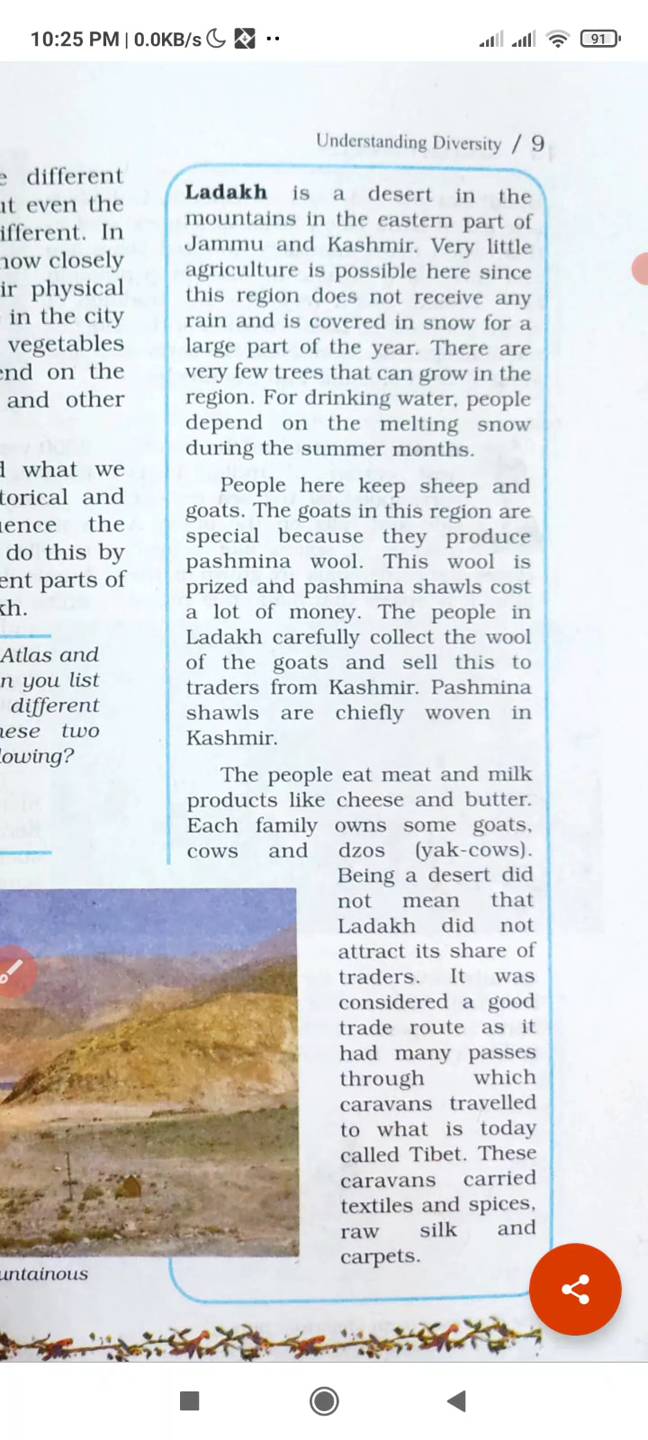 10:25 PM | 0.0KB/s
91
Understanding Diversity / 9
e different
ut even the
ifferent. In
now closely
ir physical
in the city
vegetables
end on the
and other
d what we
torical and
uence the
do this by
ent parts of
kh.
Atlas and
n you list
different
hese two
lowing?
Ladakh is a desert in the
mountains in the eastern part of
Jammu and Kashmir. Very little
agriculture is possible here since
this region does not receive any
rain and is covered in snow for a
large part of the year. There are
very few trees that can grow in the
region. For drinking water, people
depend on the melting snow
during the summer months.
People here keep sheep and
goats. The goats in this region are
special because they produce
pashmina wool. This wool is
prized and pashmina shawls cost
a lot of money. The people in
Ladakh carefully collect the wool
of the goats and sell this to
traders from Kashmir. Pashmina
shawls are chiefly woven in
Kashmir.
The people eat meat and milk
products like cheese and butter.
Each family owns some goats,
cows and dzos (yak-cows).
Being a desert did
not mean that
Ladakh did not
attract its share of
traders. It was
considered a good
trade route as it
had many passes
through which
caravans travelled
to what is today
called Tibet. These
caravans carried
textiles and spices,
raw silk and
carpets.
untainous